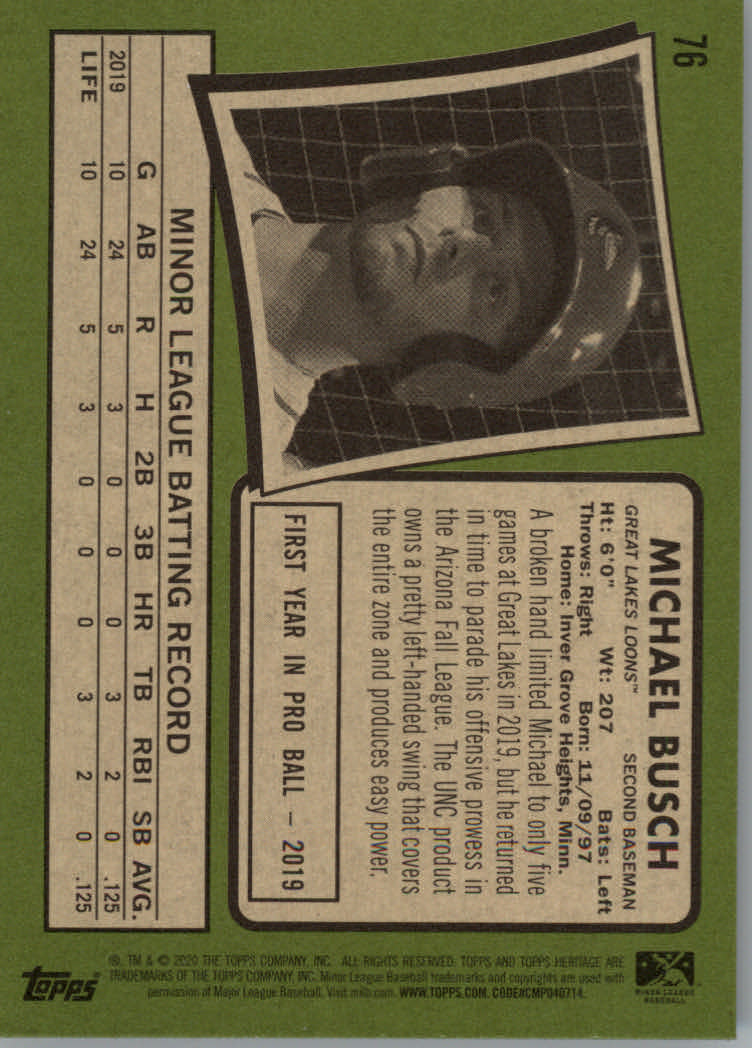 76
MICHAEL BUSCH
GREAT LAKES LOONS™ SECOND BASEMAN
Ht: 6'0" Wt: 207 Bats: Left
Throws: Right Born: 11/09/97
Home: Inver Grove Heights, Minn.
A broken hand limited Michael to only five
games at Great Lakes in 2019, but he returned
in time to parade his offensive prowess in
the Arizona Fall League. The UNC product
owns a pretty left-handed swing that covers
the entire zone and produces easy power.
FIRST YEAR IN PRO BALL – 2019
MINOR LEAGUE BATTING RECORD
G AB R H 2B 3B HR TB RBI SB AVG.
2019 10 24 5 3 0 0 0 3 2 0 .125
LIFE 10 24 5 3 0 0 0 3 2 0 .125
®, TM & © 2020 THE TOPPS COMPANY, INC. ALL RIGHTS RESERVED. TOPPS AND TOPPS HERITAGE ARE
TRADEMARKS OF THE TOPPS COMPANY, INC. Minor League Baseball trademarks and copyrights are used with
permission of Major League Baseball. Visit milb.com. WWW.TOPPS.COM. CODE#CMP040714.
topps
MINOR LEAGUE
BASEBALL